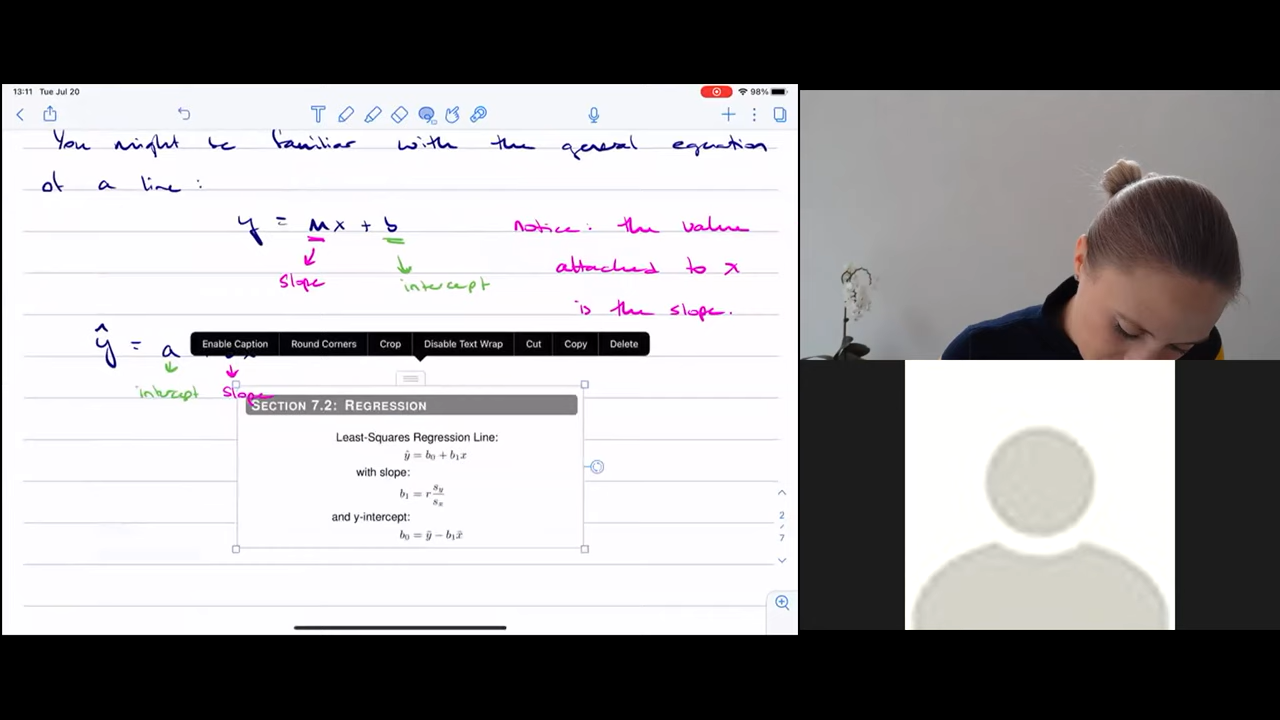 13:11 Tue Jul 20
98%
You might be familiar with the general equation
of a line:
y = mx + b
slope
intercept
notice: the value
attached to x
is the slope.
ŷ = a
intercept slope
Enable Caption Round Corners Crop Disable Text Wrap Cut Copy Delete
SECTION 7.2: REGRESSION
Least-Squares Regression Line:
ŷ = b₀ + b₁x
with slope:
b₁ = r s_y/s_x
and y-intercept:
b₀ = ȳ − b₁x̄
2
/
7